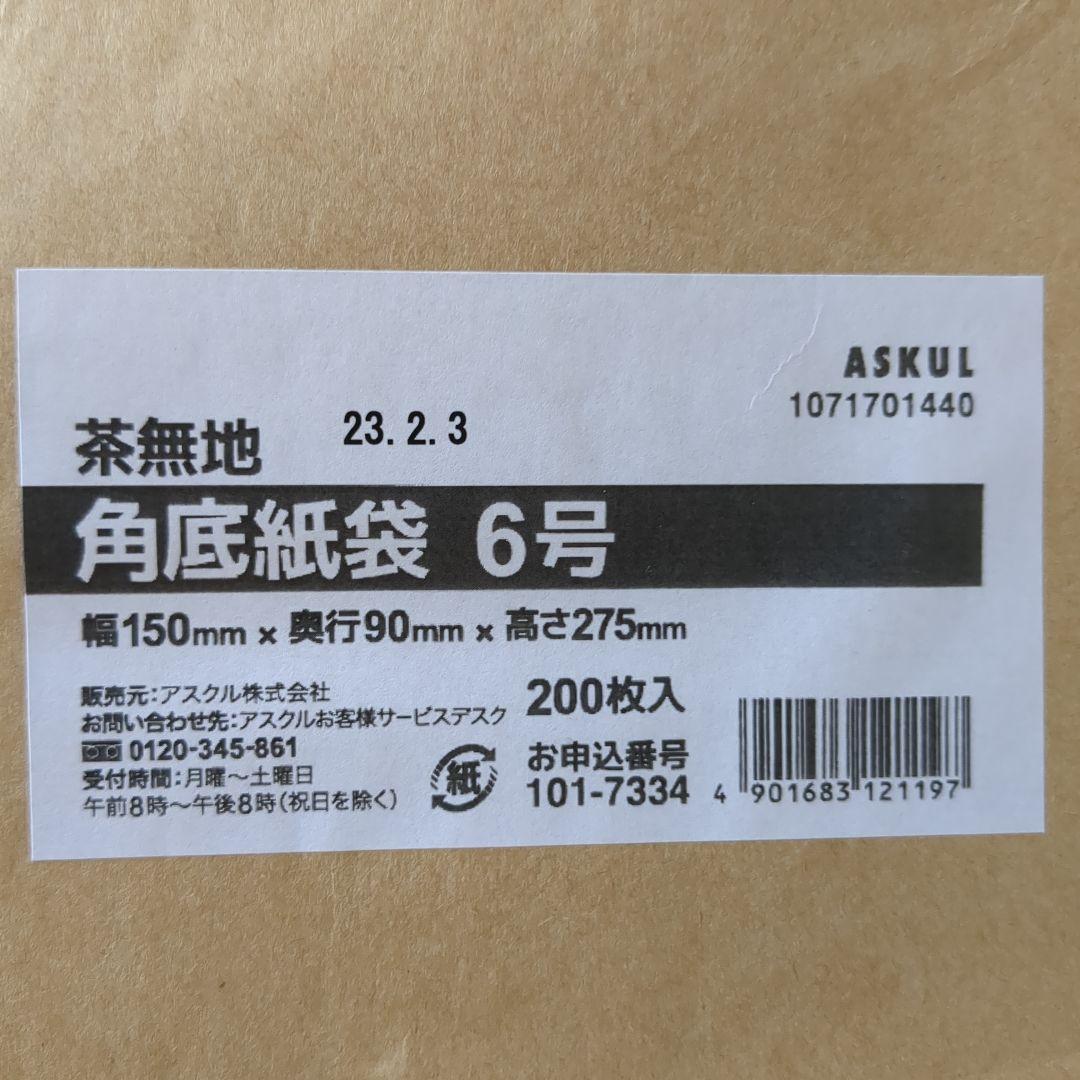 ASKUL
1071701440
茶無地 23.2.3
角底紙袋 6号
幅150mm × 奥行90mm × 高さ275mm
販売元:アスクル株式会社
お問い合わせ先:アスクルお客様サービスデスク
0120-345-861
受付時間:月曜～土曜日
午前8時～午後8時(祝日を除く)
紙
200枚入
お申込番号
101-7334
4 901683 121197